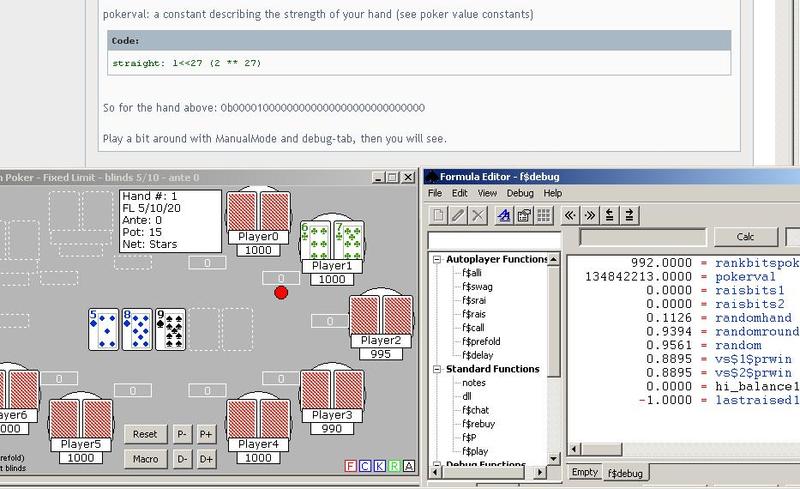 pokerval: a constant describing the strength of your hand (see poker value constants)
Code:
straight: 1<<27 (2 ** 27)
So for the hand above: 0b00001000000000000000000000000000
Play a bit around with ManualMode and debug-tab, then you will see.
Poker - Fixed Limit - blinds 5/10 - ante 0
Hand #: 1
FL 5/10/20
Ante: 0
Pot: 15
Net: Stars
Player0
1000
6 7
Player1
1000
0
0
0
5 8 9
Player2
995
0
0
0
0
Player3
990
Player4
1000
Player5
1000
Reset P- P+
Macro D- D+
refold)
t blinds
F C K R A
Formula Editor - f$debug
File Edit View Debug Help
Calc
Autoplayer Functions
f$alli
f$swag
f$srai
f$rais
f$call
f$prefold
f$delay
Standard Functions
notes
dll
f$chat
f$rebuy
f$P
f$play
992.0000 = rankbitspok
134842213.0000 = pokerval
0.0000 = raisbits1
0.0000 = raisbits2
0.1126 = randomhand
0.9394 = randomround
0.9561 = random
0.8895 = vs$1$prwin
0.8895 = vs$2$prwin
0.0000 = hi_balance1
-1.0000 = lastraised1
Empty f$debug